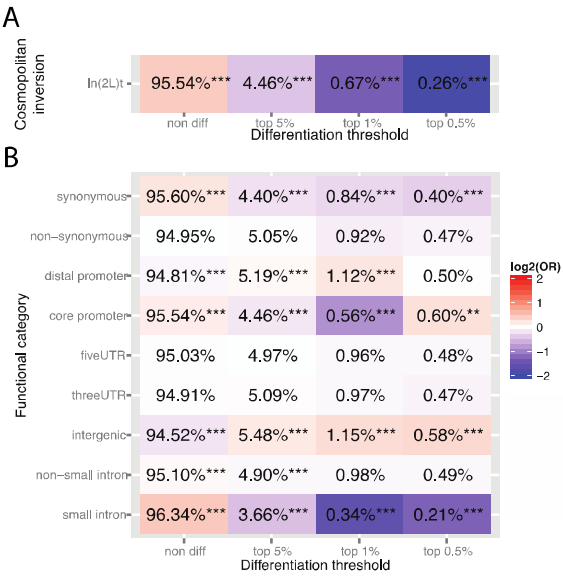 A
Cosmopolitan
inversion
In(2L)t
95.54%*** 4.46%*** 0.67%*** 0.26%***
non diff top 5% top 1% top 0.5%
Differentiation threshold
B
Functional category
synonymous 95.60%*** 4.40%*** 0.84%*** 0.40%***
non-synonymous 94.95% 5.05% 0.92% 0.47%
distal promoter 94.81%*** 5.19%*** 1.12%*** 0.50%
core promoter 95.54%*** 4.46%*** 0.56%*** 0.60%**
fiveUTR 95.03% 4.97% 0.96% 0.48%
threeUTR 94.91% 5.09% 0.97% 0.47%
intergenic 94.52%*** 5.48%*** 1.15%*** 0.58%***
non-small intron 95.10%*** 4.90%*** 0.98% 0.49%
small intron 96.34%*** 3.66%*** 0.34%*** 0.21%***
non diff top 5% top 1% top 0.5%
Differentiation threshold
log2(OR)
2
1
0
-1
-2